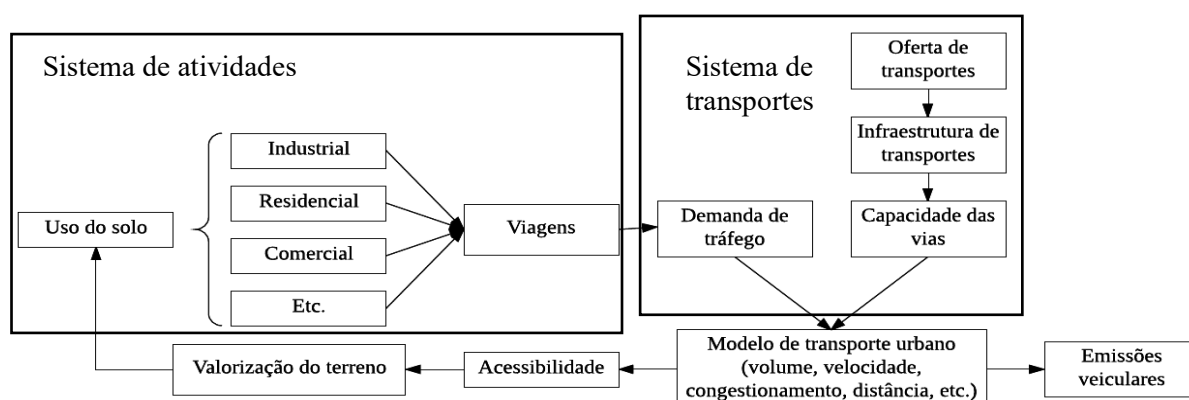 Sistema de atividades
Uso do solo
Industrial
Residencial
Comercial
Etc.
Viagens
Sistema de
transportes
Oferta de
transportes
Infraestrutura de
transportes
Demanda de
tráfego
Capacidade das
vias
Modelo de transporte urbano
(volume, velocidade,
congestionamento, distância, etc.)
Emissões
veiculares
Acessibilidade
Valorização do terreno